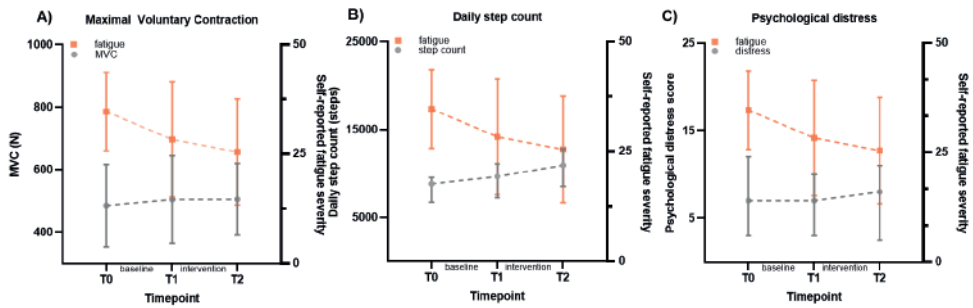 A) Maximal Voluntary Contraction
1000
800
600
400
MVC (N)
fatigue
MVC
50
25
0
Self-reported fatigue severity
T0 baseline T1 intervention T2
Timepoint
B) Daily step count
25000
15000
5000
Daily step count (steps)
fatigue
step count
50
25
0
Self-reported fatigue severity
T0 baseline T1 intervention T2
Timepoint
C) Psychological distress
25
15
5
Psychological distress score
fatigue
distress
50
25
0
Self-reported fatigue severity
T0 baseline T1 intervention T2
Timepoint